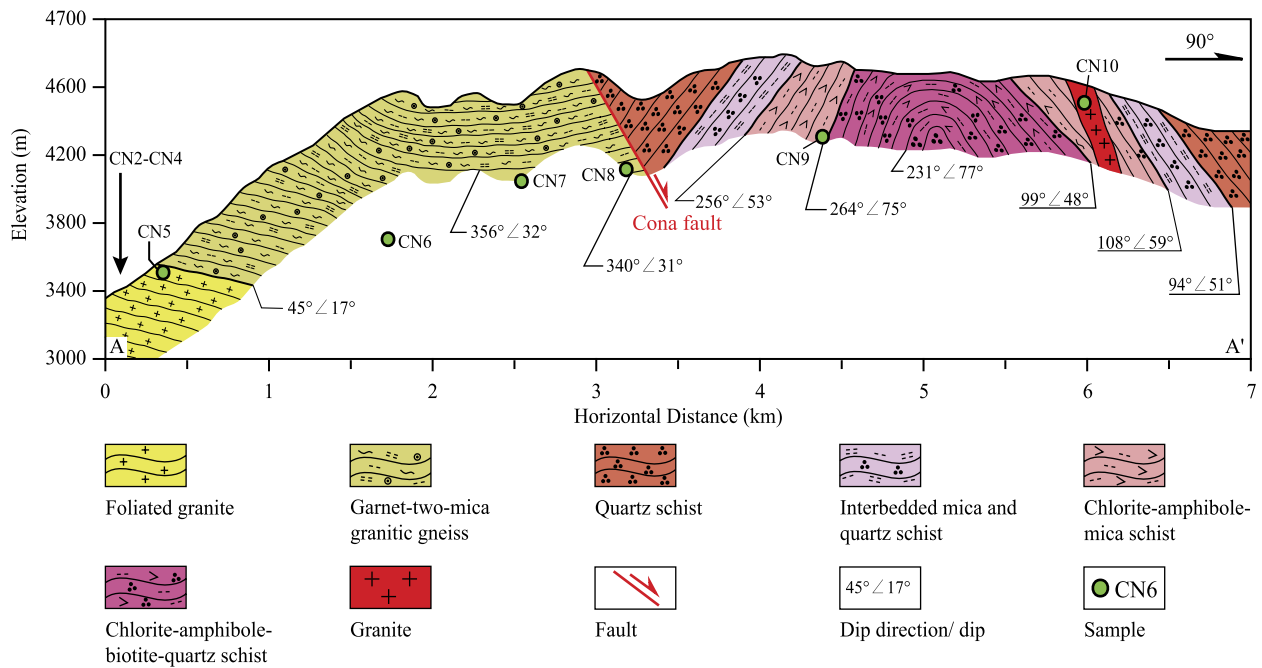 4700
4600
4200
3800
3400
3000
Elevation (m)
90°
CN10
CN2-CN4
CN5
CN6
CN7
CN8
CN9
Cona fault
45°∠17°
356°∠32°
340°∠31°
256°∠53°
264°∠75°
231°∠77°
99°∠48°
108°∠59°
94°∠51°
A
A'
0
1
2
3
4
5
6
7
Horizontal Distance (km)
Foliated granite
Garnet-two-mica
granitic gneiss
Quartz schist
Interbedded mica and
quartz schist
Chlorite-amphibole-
mica schist
Chlorite-amphibole-
biotite-quartz schist
Granite
Fault
45°∠17°
Dip direction/ dip
CN6
Sample